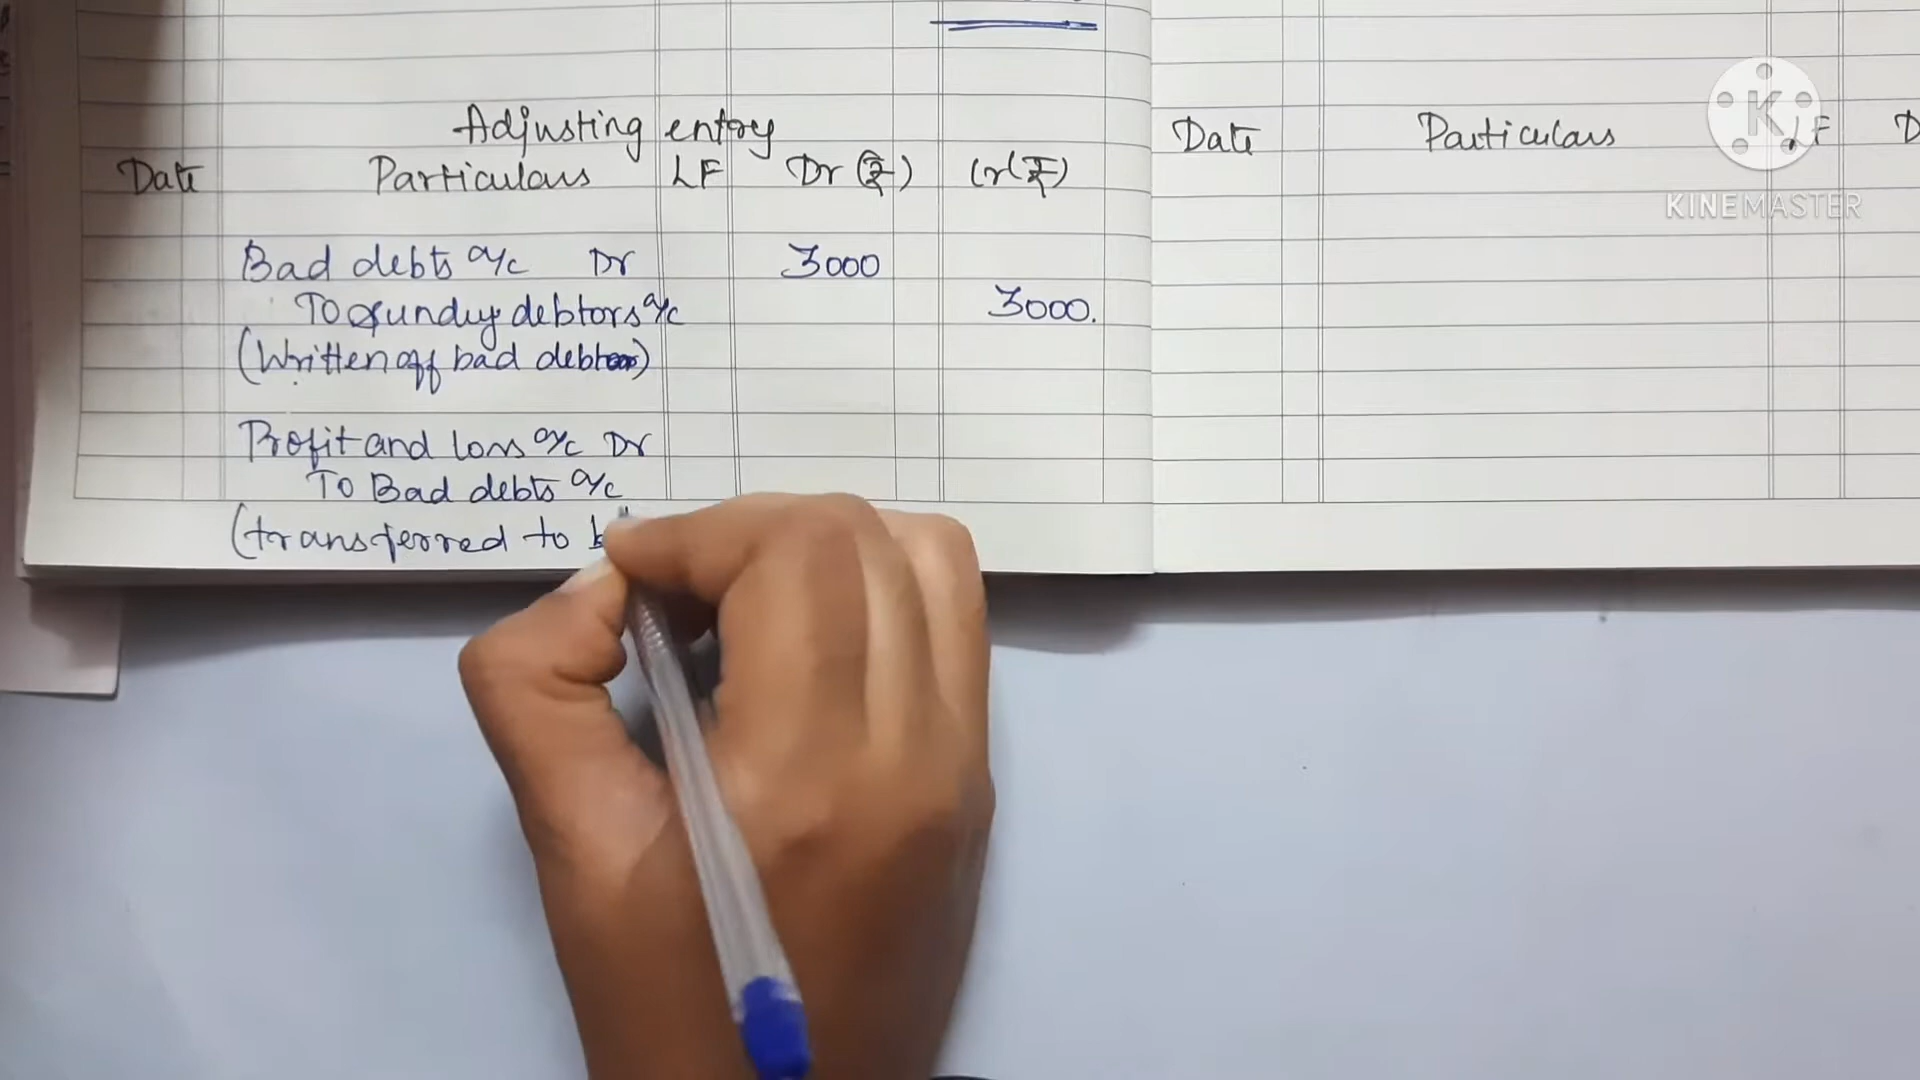 Adjusting entry
Date Particulars LF Dr (₹) Cr (₹)
Bad debts a/c Dr 3000
To Sundry debtors a/c 3000.
(Written off bad debts)
Profit and loss a/c Dr
To Bad debts a/c
(transferred to b
Date Particulars LF D
K
KINEMASTER